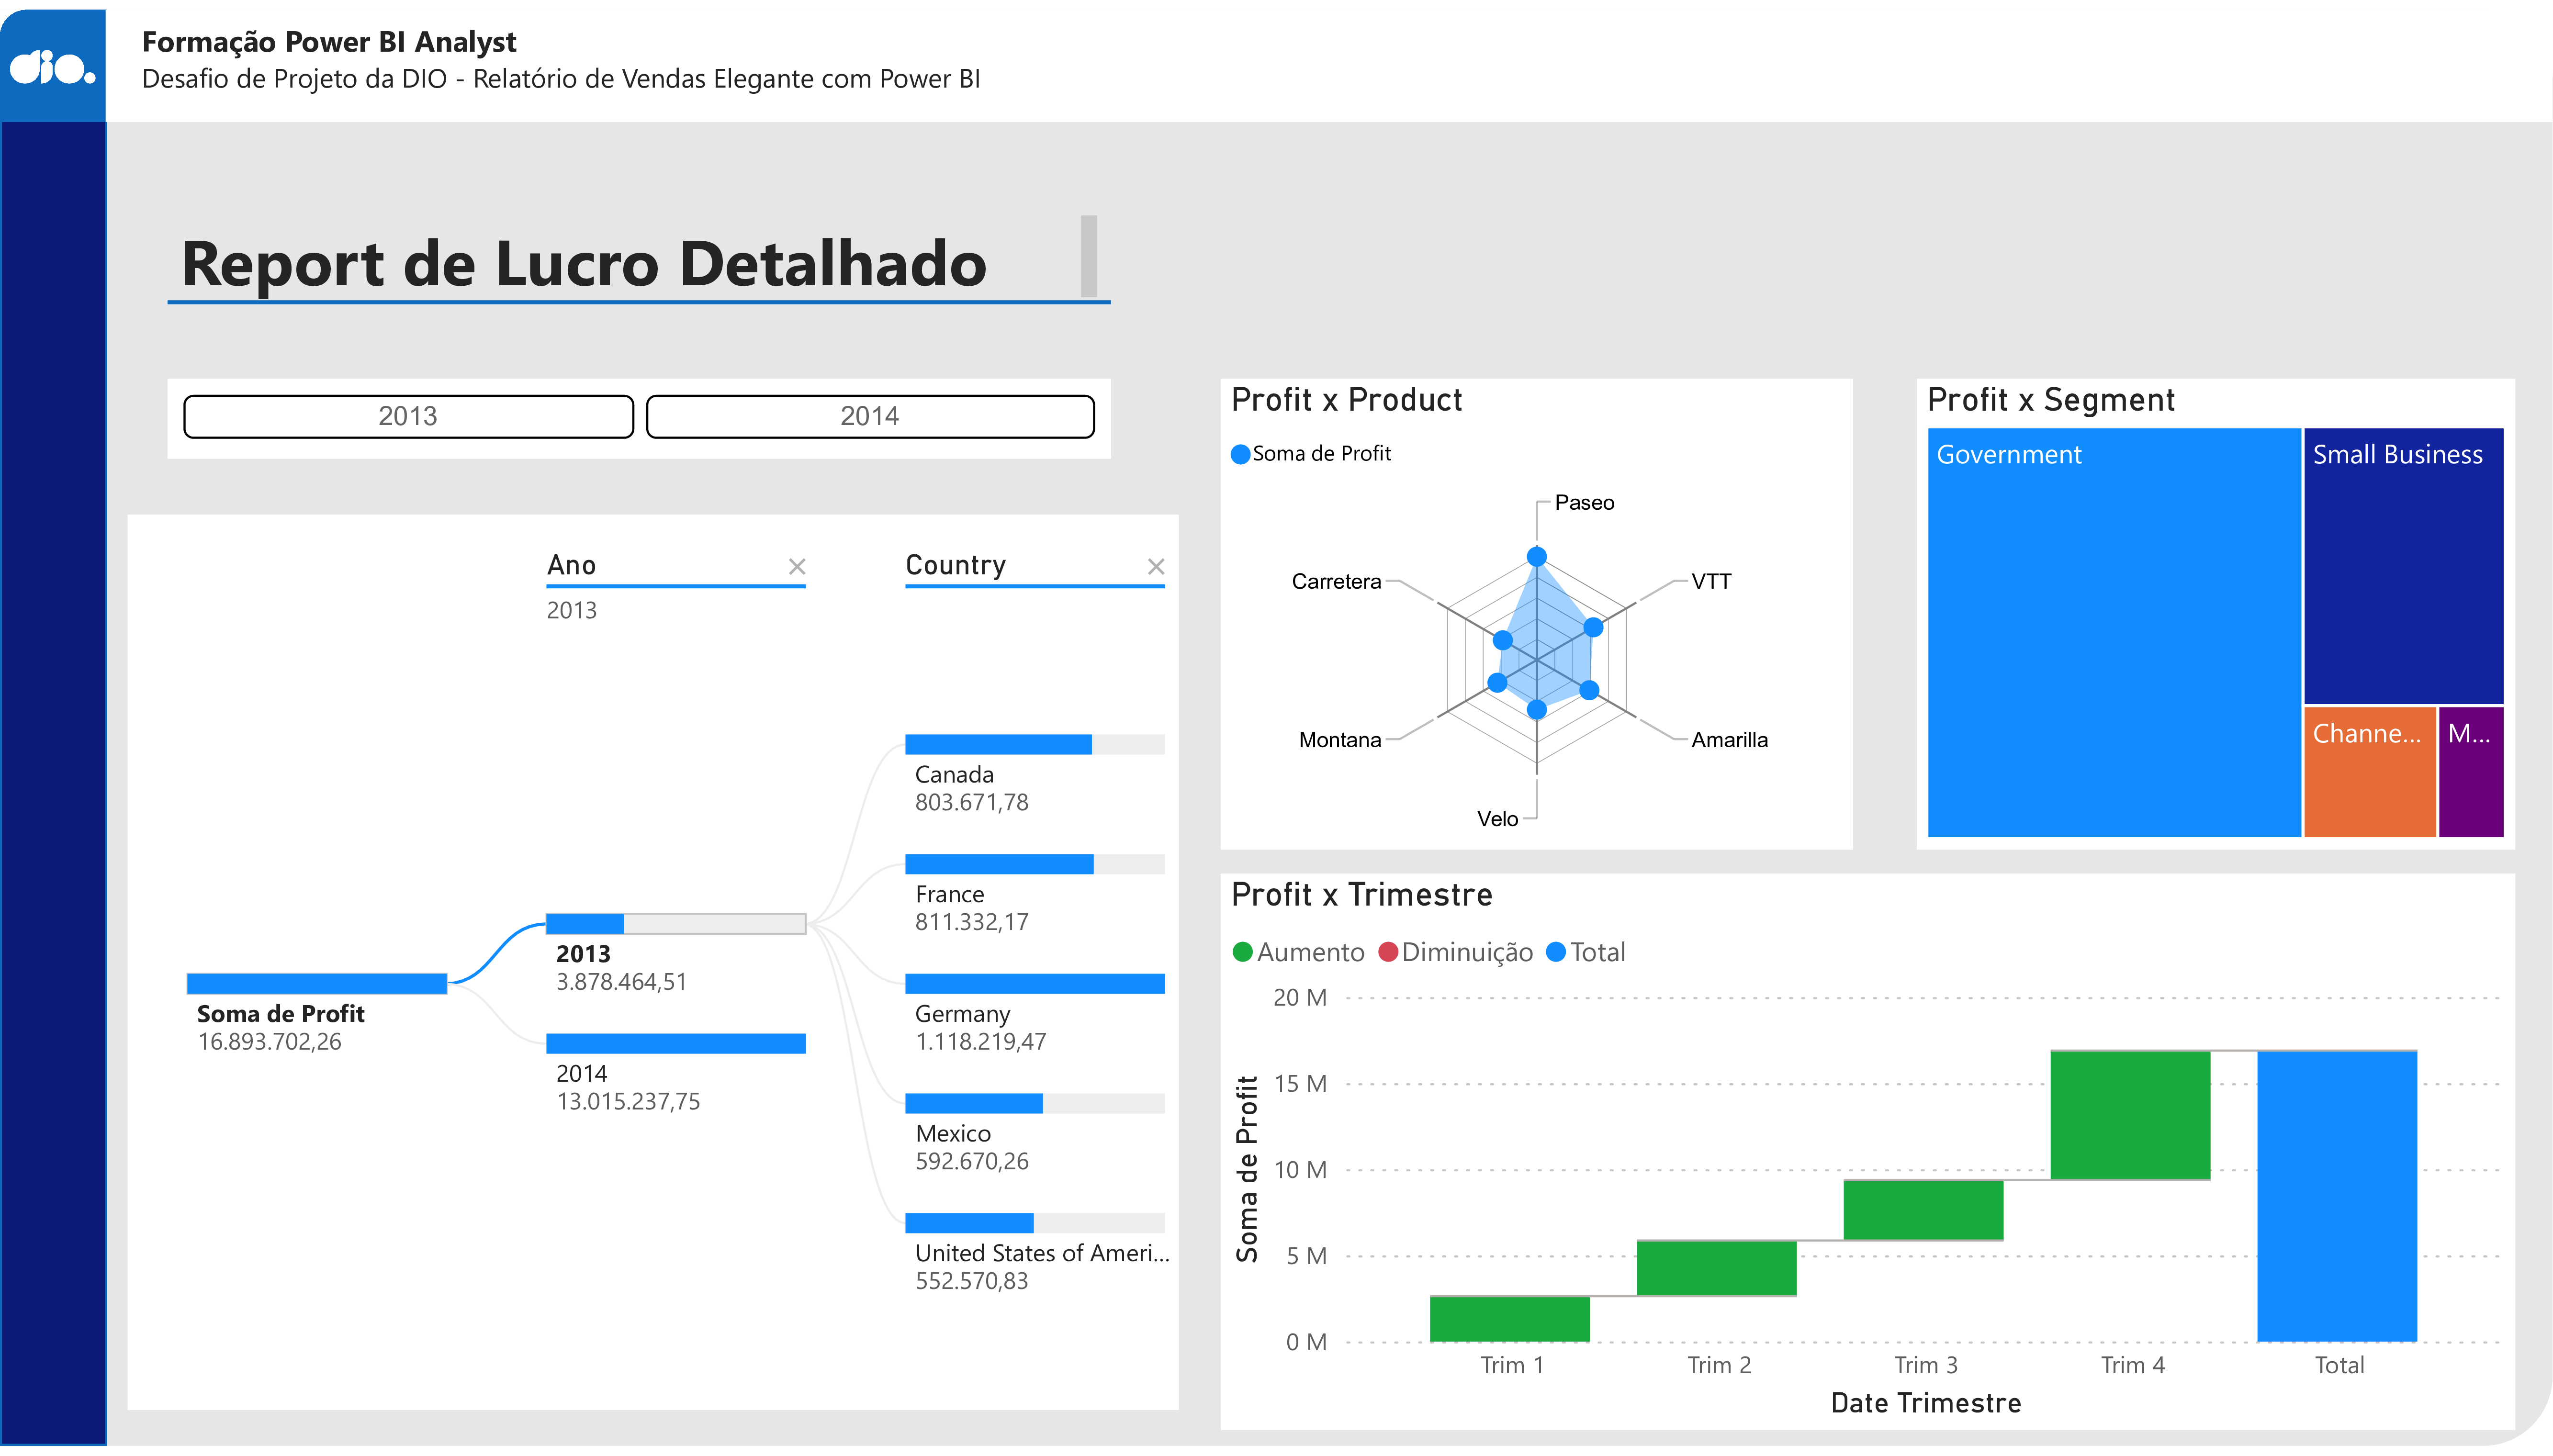 dio.
Formação Power BI Analyst
Desafio de Projeto da DIO - Relatório de Vendas Elegante com Power BI
Report de Lucro Detalhado
2013
2014
Ano
2013
Country
Soma de Profit
16.893.702,26
2013
3.878.464,51
2014
13.015.237,75
Canada
803.671,78
France
811.332,17
Germany
1.118.219,47
Mexico
592.670,26
United States of Ameri...
552.570,83
Profit x Product
Soma de Profit
Paseo
Carretera
VTT
Montana
Amarilla
Velo
Profit x Segment
Government
Small Business
Channe...
M...
Profit x Trimestre
Aumento Diminuição Total
Soma de Profit
20 M
15 M
10 M
5 M
0 M
Trim 1 Trim 2 Trim 3 Trim 4 Total
Date Trimestre